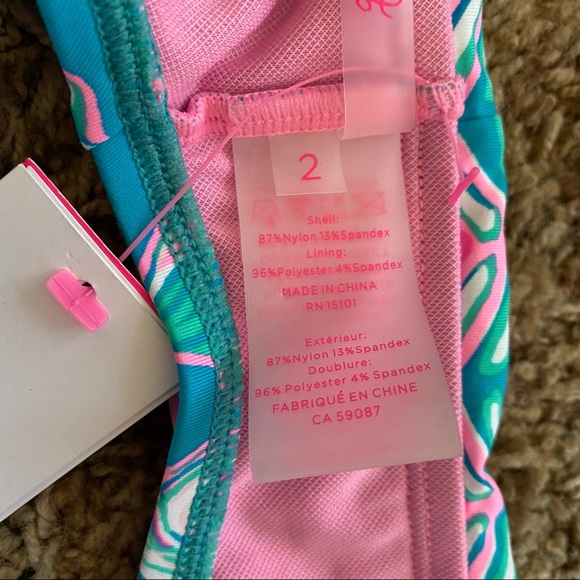 2
Shell:
87%Nylon 13%Spandex
Lining:
96%Polyester 4%Spandex
MADE IN CHINA
RN 15101
Extérieur:
87%Nylon 13%Spandex
Doublure:
96% Polyester 4% Spandex
FABRIQUÉ EN CHINE
CA 59087